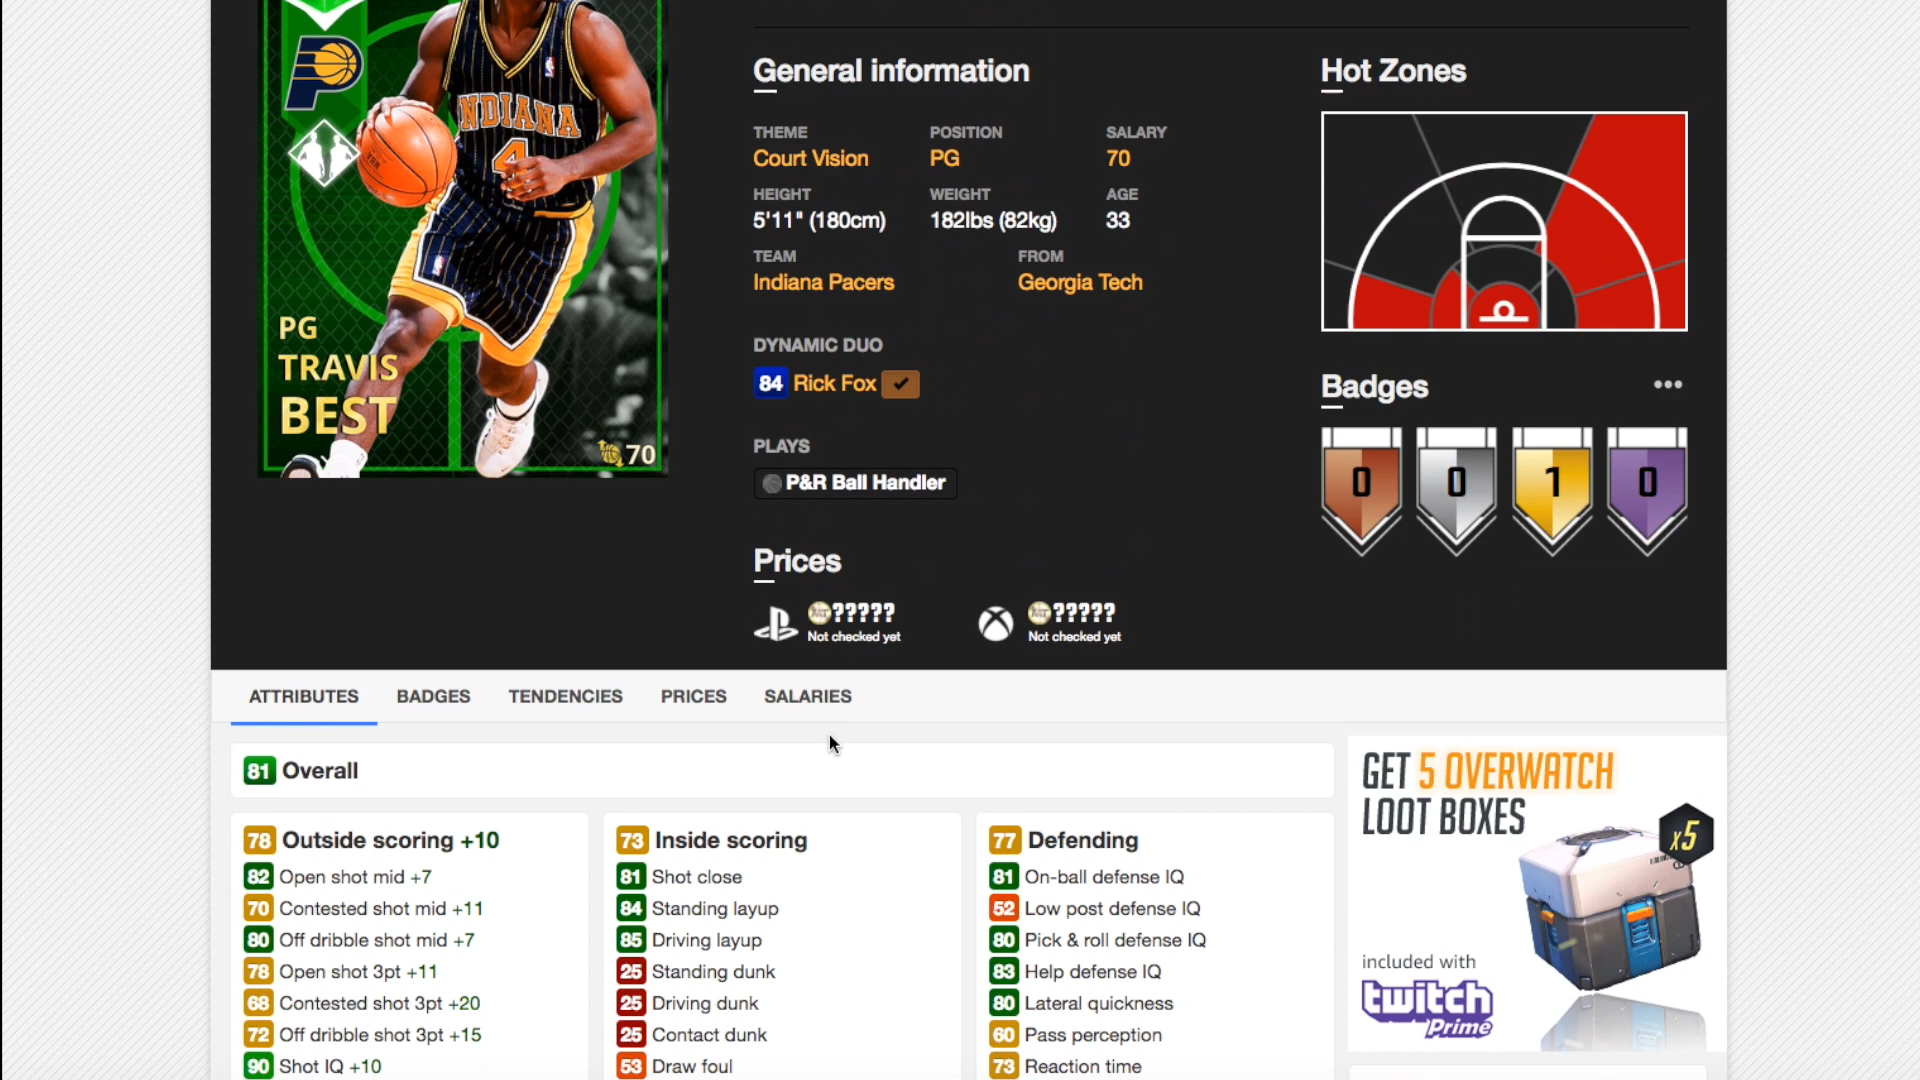 INDIANA
4
PG
TRAVIS
BEST
70
General information
THEME
Court Vision
POSITION
PG
SALARY
70
HEIGHT
5'11" (180cm)
WEIGHT
182lbs (82kg)
AGE
33
TEAM
Indiana Pacers
FROM
Georgia Tech
DYNAMIC DUO
84 Rick Fox
PLAYS
P&R Ball Handler
Prices
?????
Not checked yet
?????
Not checked yet
Hot Zones
Badges
0
0
1
0
ATTRIBUTES
BADGES
TENDENCIES
PRICES
SALARIES
81 Overall
78 Outside scoring +10
82 Open shot mid +7
70 Contested shot mid +11
80 Off dribble shot mid +7
78 Open shot 3pt +11
68 Contested shot 3pt +20
72 Off dribble shot 3pt +15
90 Shot IQ +10
73 Inside scoring
81 Shot close
84 Standing layup
85 Driving layup
25 Standing dunk
25 Driving dunk
25 Contact dunk
53 Draw foul
77 Defending
81 On-ball defense IQ
52 Low post defense IQ
80 Pick & roll defense IQ
83 Help defense IQ
80 Lateral quickness
60 Pass perception
73 Reaction time
GET 5 OVERWATCH
LOOT BOXES
x5
included with
twitch
Prime